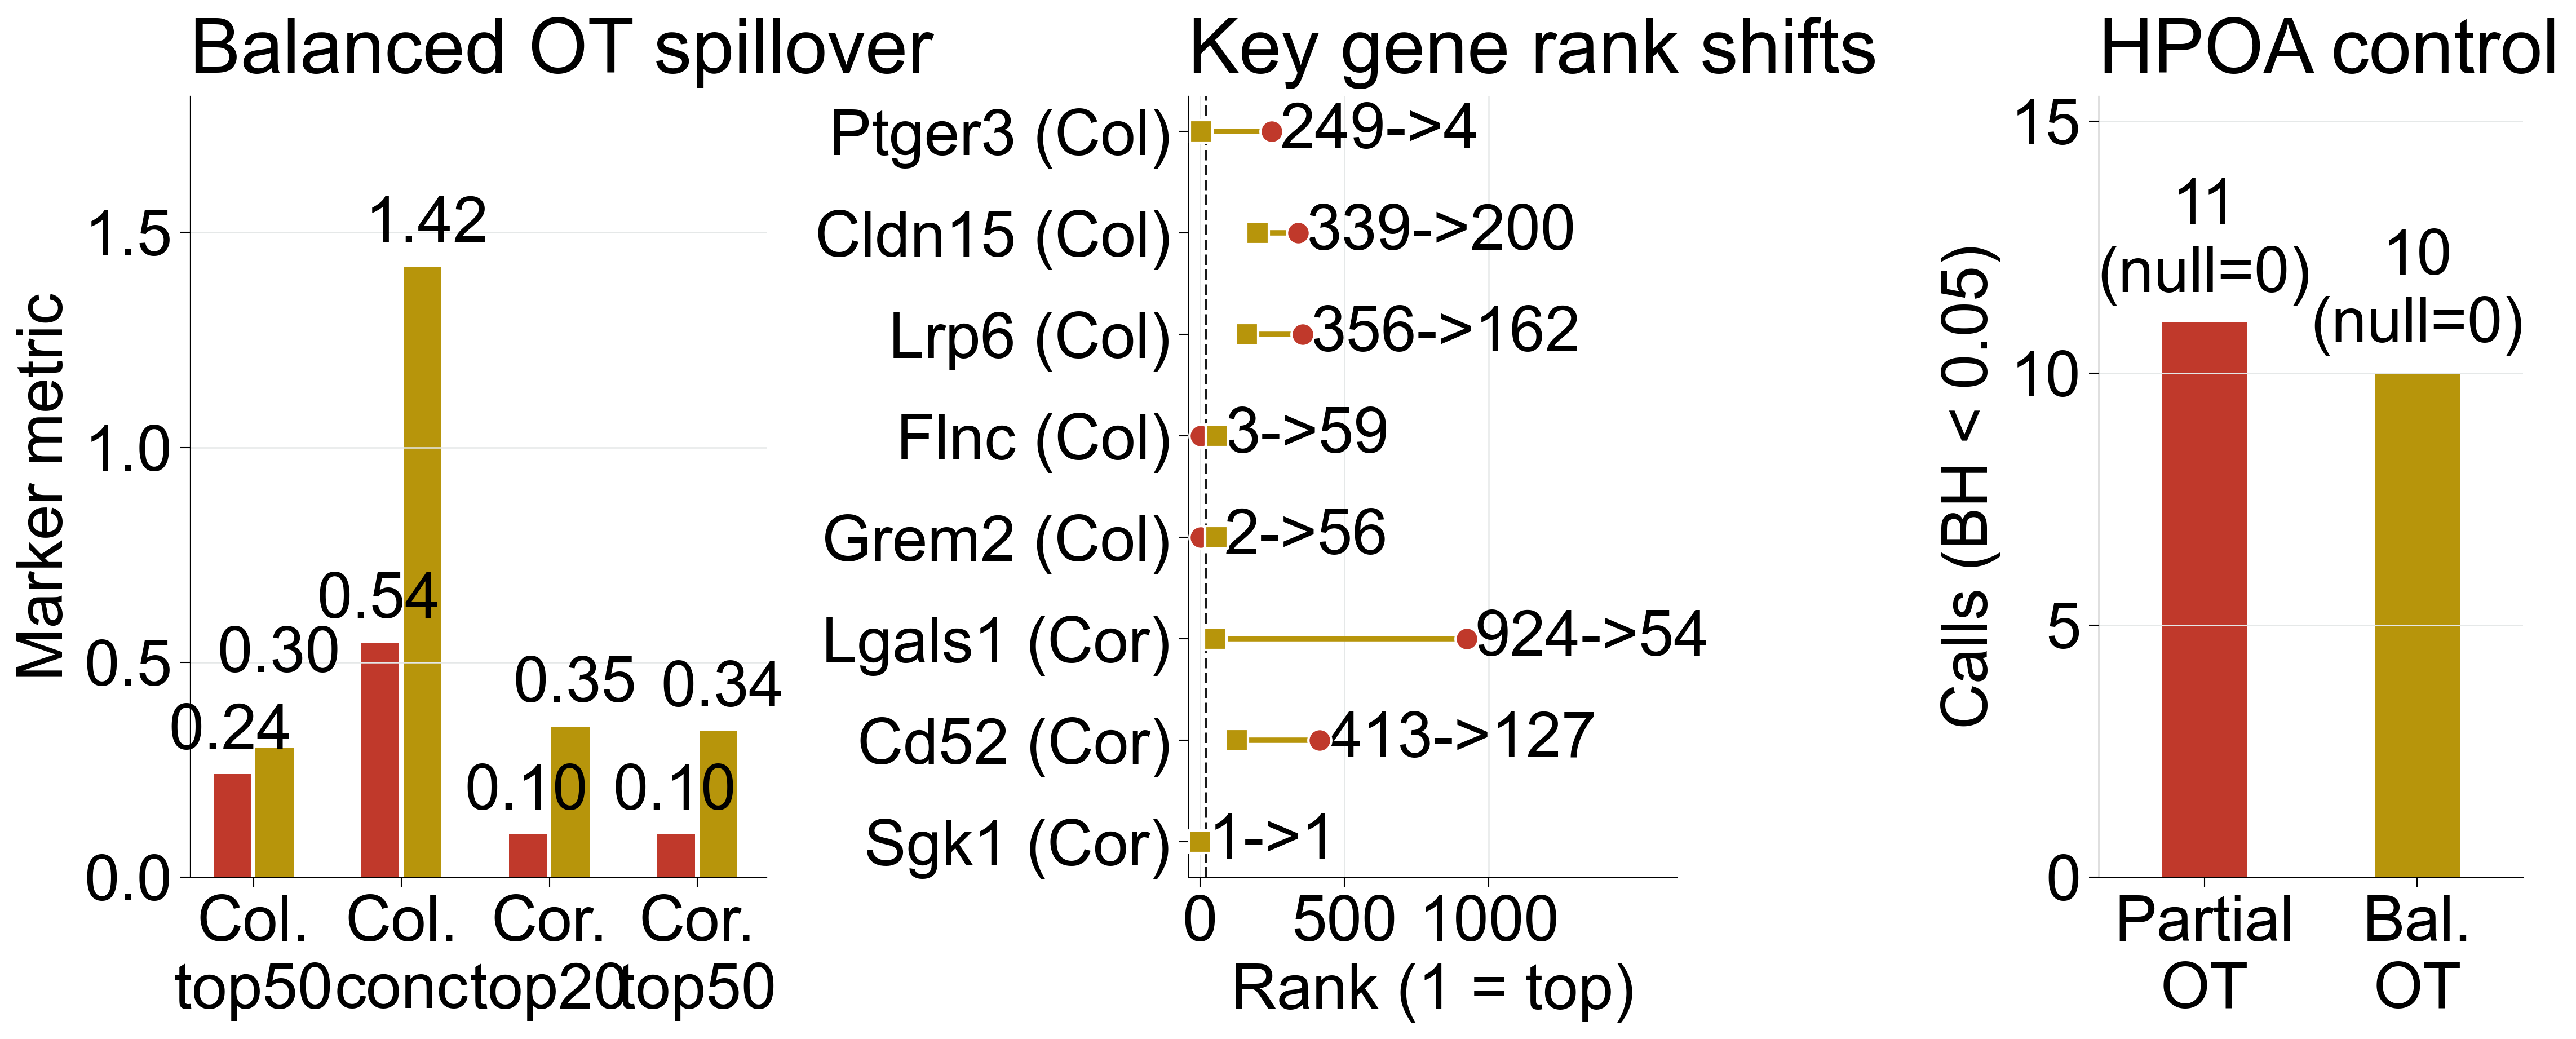 Balanced OT spillover
Marker metric
1.5
1.0
0.5
0.0
0.24
0.30
0.54
1.42
0.10
0.35
0.10
0.34
Col.
top50
Col.
conc
Cor.
top20
Cor.
top50
Key gene rank shifts
Ptger3 (Col)
249->4
Cldn15 (Col)
339->200
Lrp6 (Col)
356->162
Flnc (Col)
3->59
Grem2 (Col)
2->56
Lgals1 (Cor)
924->54
Cd52 (Cor)
413->127
Sgk1 (Cor)
1->1
0
500
1000
Rank (1 = top)
HPOA control
Calls (BH < 0.05)
15
10
5
0
11
(null=0)
10
(null=0)
Partial
OT
Bal.
OT